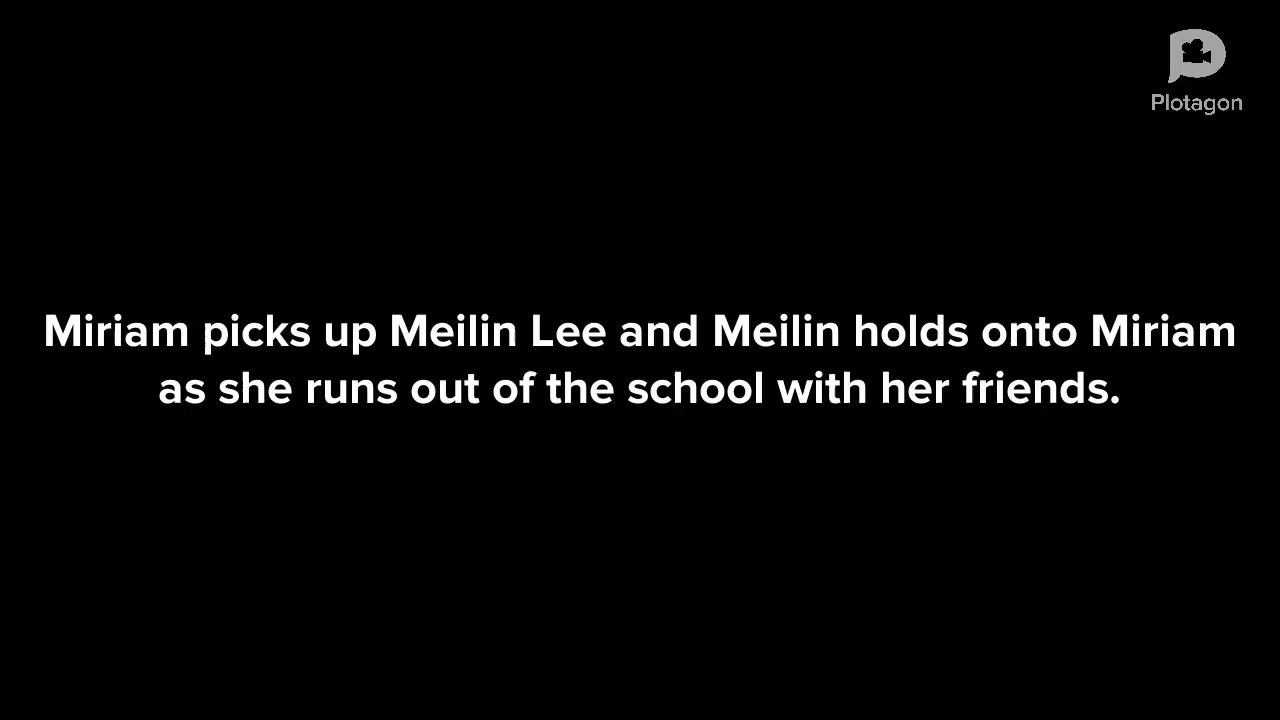 Plotagon
Miriam picks up Meilin Lee and Meilin holds onto Miriam
as she runs out of the school with her friends.